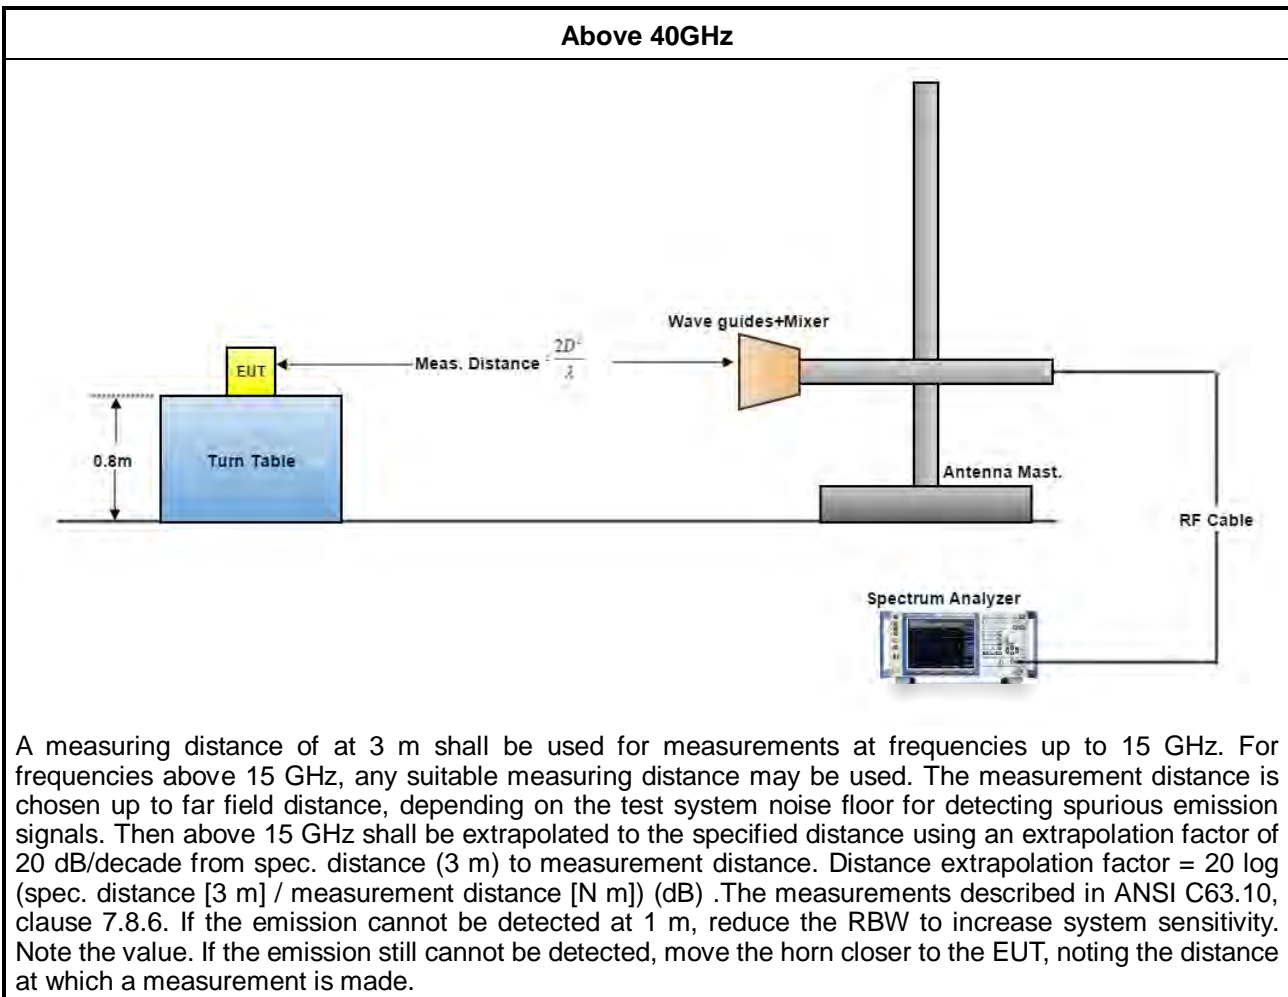 Above 40GHz
Wave guides+Mixer
EUT
Meas. Distance = 2D²/λ
0.8m
Turn Table
Antenna Mast.
RF Cable
Spectrum Analyzer
A measuring distance of at 3 m shall be used for measurements at frequencies up to 15 GHz. For
frequencies above 15 GHz, any suitable measuring distance may be used. The measurement distance is
chosen up to far field distance, depending on the test system noise floor for detecting spurious emission
signals. Then above 15 GHz shall be extrapolated to the specified distance using an extrapolation factor of
20 dB/decade from spec. distance (3 m) to measurement distance. Distance extrapolation factor = 20 log
(spec. distance [3 m] / measurement distance [N m]) (dB) .The measurements described in ANSI C63.10,
clause 7.8.6. If the emission cannot be detected at 1 m, reduce the RBW to increase system sensitivity.
Note the value. If the emission still cannot be detected, move the horn closer to the EUT, noting the distance
at which a measurement is made.